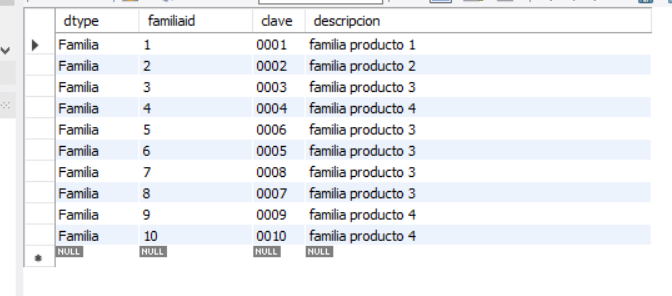 dtype familiaid clave descripcion
Familia 1 0001 familia producto 1
Familia 2 0002 familia producto 2
Familia 3 0003 familia producto 3
Familia 4 0004 familia producto 4
Familia 5 0006 familia producto 3
Familia 6 0005 familia producto 3
Familia 7 0008 familia producto 3
Familia 8 0007 familia producto 3
Familia 9 0009 familia producto 4
Familia 10 0010 familia producto 4
NULL NULL NULL NULL